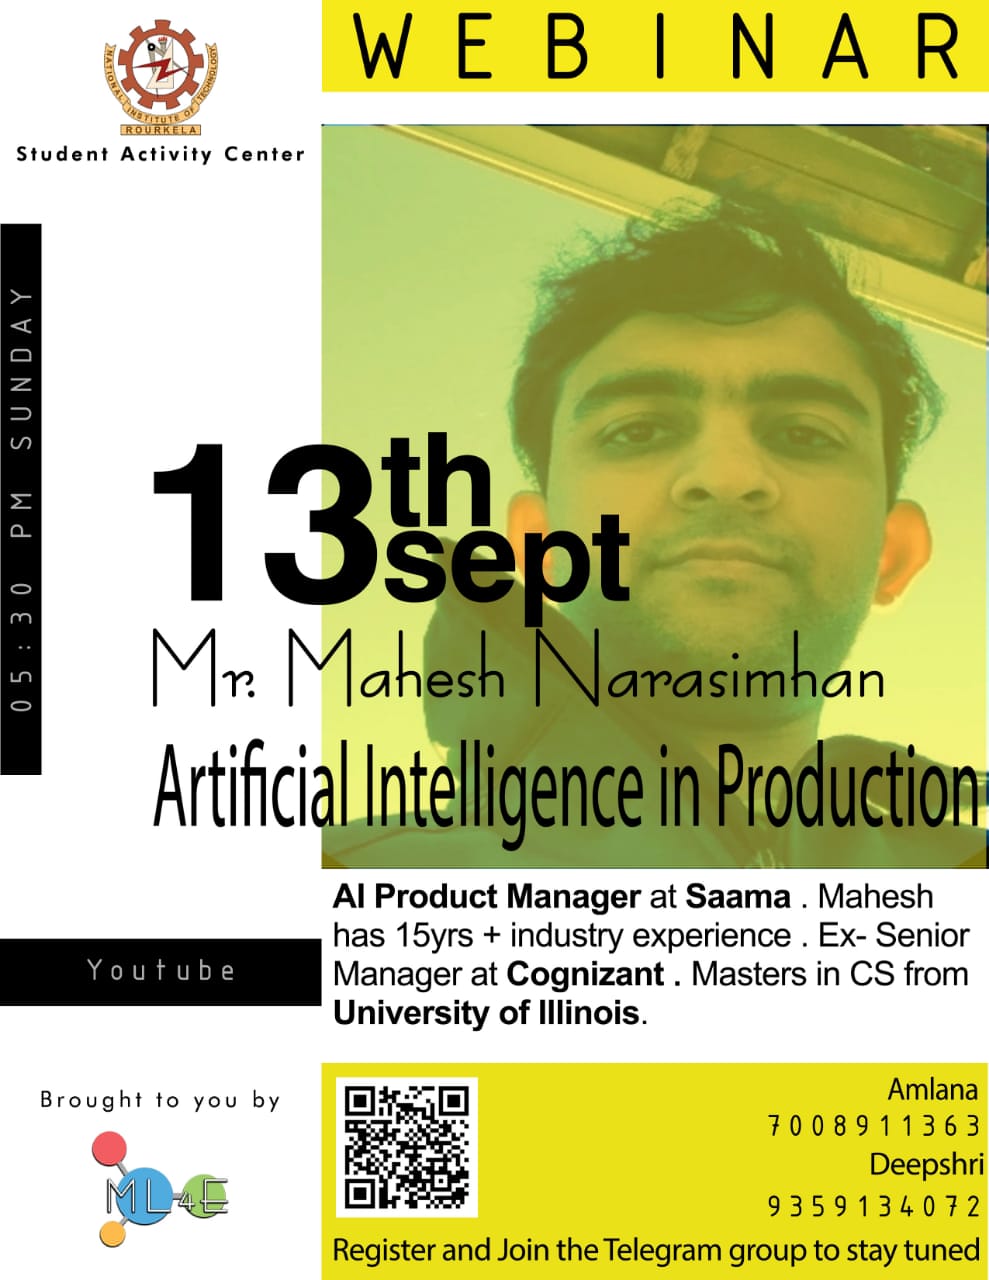 WEBINAR
NATIONAL INSTITUTE OF TECHNOLOGY
ROURKELA
Student Activity Center
05:30 PM SUNDAY
13th
sept
Mr. Mahesh Narasimhan
Artificial Intelligence in Production
AI Product Manager at Saama . Mahesh
has 15yrs + industry experience . Ex- Senior
Manager at Cognizant . Masters in CS from
University of Illinois.
Youtube
Brought to you by
ML4E
Amlana
7008911363
Deepshri
9359134072
Register and Join the Telegram group to stay tuned